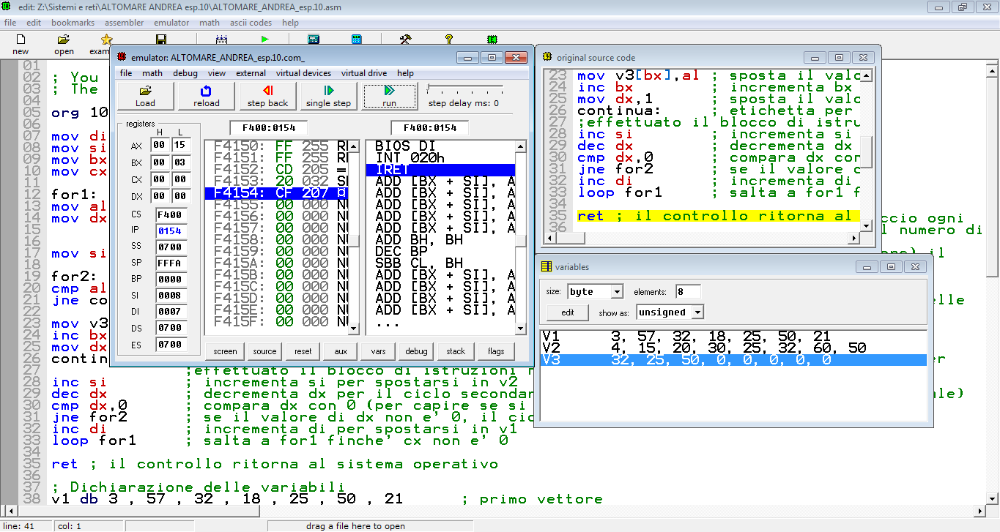 edit: Z:\Sistemi e reti\ALTOMARE ANDREA esp.10\ALTOMARE_ANDREA_esp.10.asm
file edit bookmarks assembler emulator math ascii codes help
new open exam
01
02 ; You
03 ; The
04
05 org 10
06
07 mov di
08 mov si
09 mov bx
10 mov cx
11
12 for1:
13 mov al
14 mov dx
15
16
17 mov si
18
19 for2:
20 cmp al
21 jne co
22
23 mov v3
24 inc bx
25 mov dx
26 contin
27 ;effettuato il blocco di istruzioni
28 inc si ; incrementa si per spostarsi in v2
29 dec dx ; decrementa dx per il ciclo secondar
30 cmp dx,0 ; compara dx con 0 (per capire se si
31 jne for2 ; se il valore di dx non e' 0, il cic
32 inc di ; incrementa di per spostarsi in v1
33 loop for1 ; salta a for1 finche' cx non e' 0
34
35 ret ; il controllo ritorna al sistema operativo
36
37 ; Dichiarazione delle variabili
38 v1 db 3 , 57 , 32 , 18 , 25 , 50 , 21 ; primo vettore
ccio ogni
l numero di
il
elle
er
ale)
line: 41 col: 1 drag a file here to open
emulator: ALTOMARE_ANDREA_esp.10.com_
file math debug view external virtual devices virtual drive help
Load reload step back single step run step delay ms: 0
registers
H L
AX 00 15
BX 00 03
CX 00 00
DX 00 00
CS F400
IP 0154
SS 0700
SP FFFA
BP 0000
SI 0008
DI 0007
DS 0700
ES 0700
F400:0154
F4150: FF 255 RE
F4151: FF 255 RE
F4152: CD 205 =
F4153: 20 032 SP
F4154: CF 207 ¤
F4155: 00 000 NU
F4156: 00 000 NU
F4157: 00 000 NU
F4158: 00 000 NU
F4159: 00 000 NU
F415A: 00 000 NU
F415B: 00 000 NU
F415C: 00 000 NU
F415D: 00 000 NU
F415E: 00 000 NU
F415F: 00 000 NU
F400:0154
BIOS DI
INT 020h
IRET
ADD [BX + SI], A
ADD [BX + SI], A
ADD [BX + SI], A
ADD [BX + SI], A
ADD [BX + SI], A
ADD BH, BH
DEC BP
SBB CL, BH
ADD [BX + SI], A
ADD [BX + SI], A
ADD [BX + SI], A
ADD [BX + SI], A
...
screen source reset aux vars debug stack flags
original source code
23 mov v3[bx],al ; sposta il valo
24 inc bx ; incrementa bx
25 mov dx,1 ; sposta il valo
26 continua: ; etichetta per
27 ;effettuato il blocco di istru
28 inc si ; incrementa si
29 dec dx ; decrementa dx
30 cmp dx,0 ; compara dx con
31 jne for2 ; se il valore d
32 inc di ; incrementa di
33 loop for1 ; salta a for1 f
34
35 ret ; il controllo ritorna al
36
variables
size: byte elements: 8
edit show as: unsigned
V1 3, 57, 32, 18, 25, 50, 21
V2 4, 15, 20, 30, 25, 32, 60, 50
V3 32, 25, 50, 0, 0, 0, 0, 0